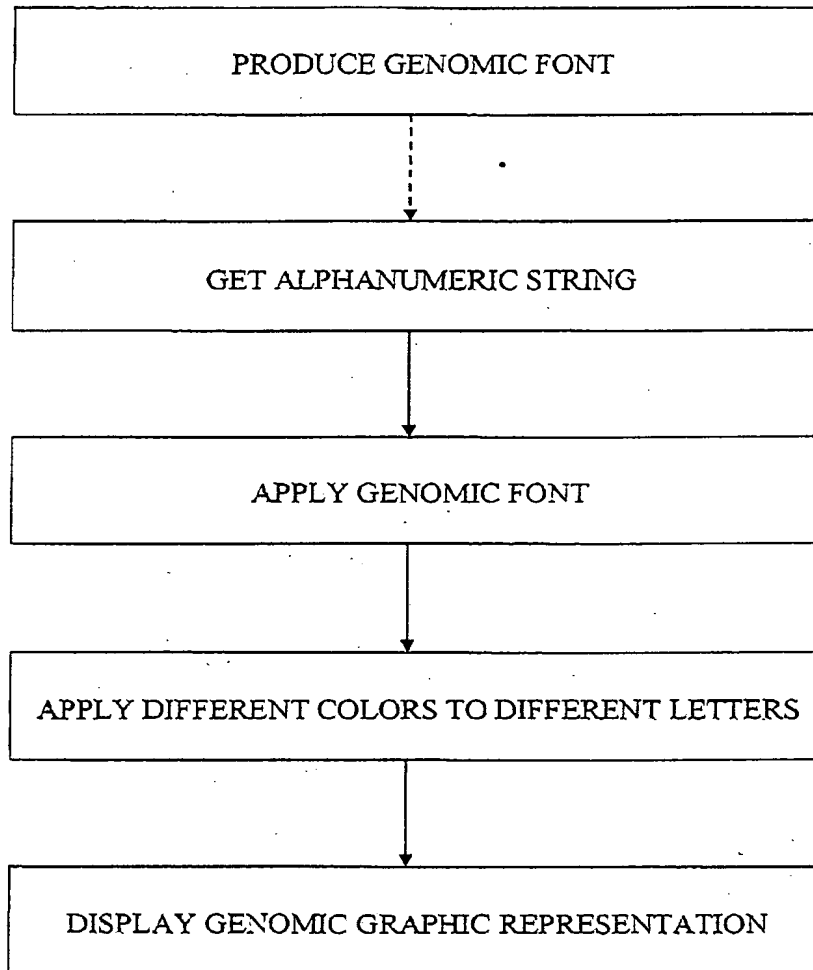 PRODUCE GENOMIC FONT
GET ALPHANUMERIC STRING
APPLY GENOMIC FONT
APPLY DIFFERENT COLORS TO DIFFERENT LETTERS
DISPLAY GENOMIC GRAPHIC REPRESENTATION